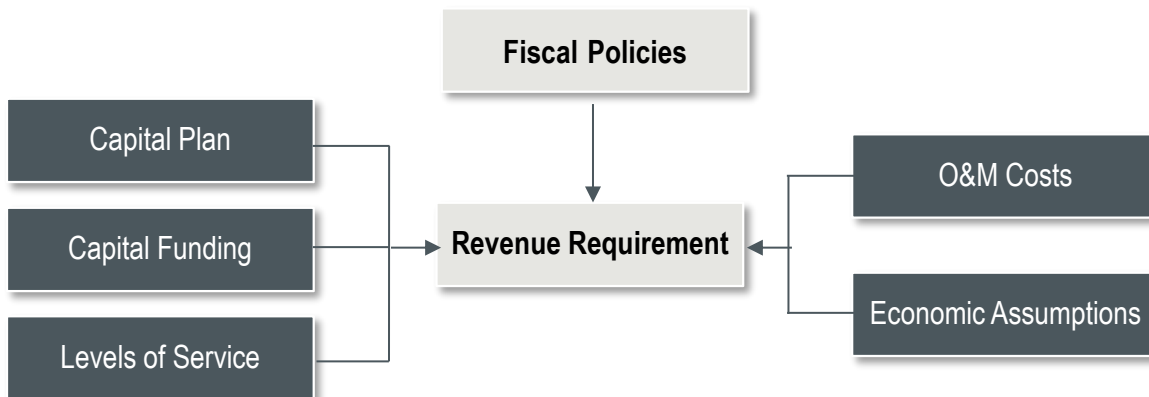 Fiscal Policies
Capital Plan
Capital Funding
Levels of Service
Revenue Requirement
O&M Costs
Economic Assumptions